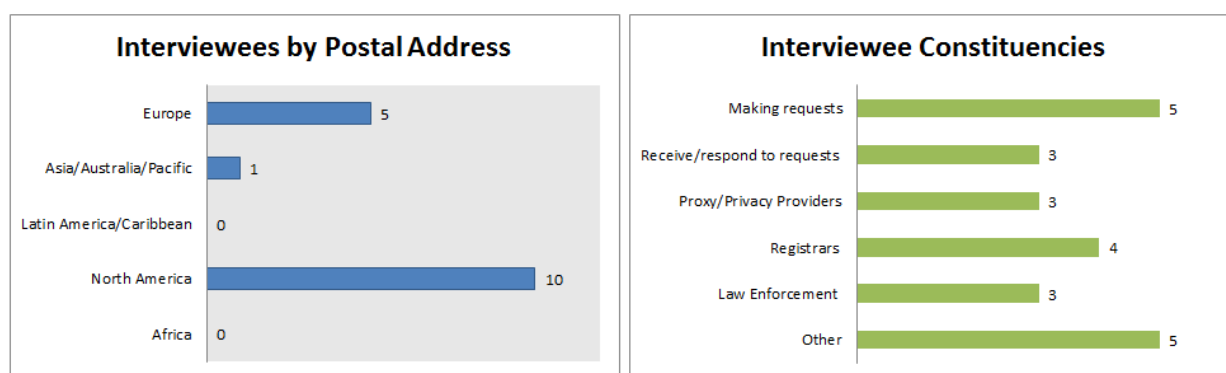 Interviewees by Postal Address
Europe 5
Asia/Australia/Pacific 1
Latin America/Caribbean 0
North America 10
Africa 0
Interviewee Constituencies
Making requests 5
Receive/respond to requests 3
Proxy/Privacy Providers 3
Registrars 4
Law Enforcement 3
Other 5